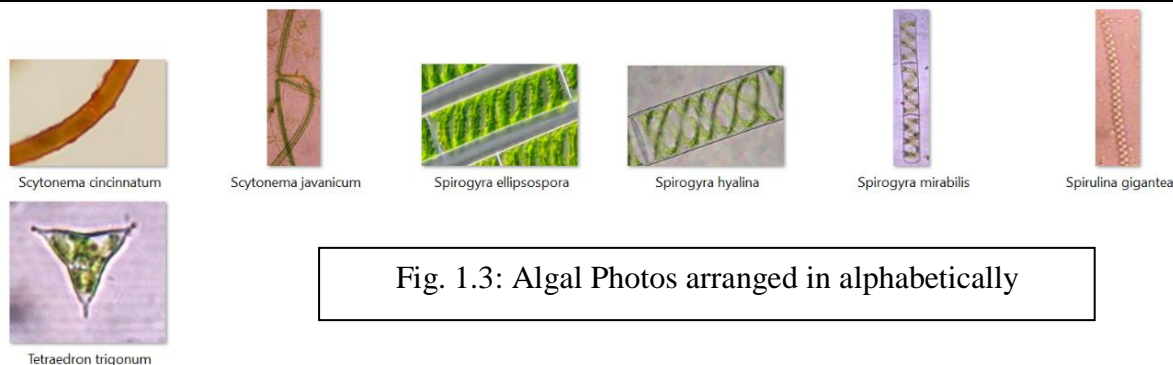 Scytonema cincinnatum
Scytonema javanicum
Spirogyra ellipsospora
Spirogyra hyalina
Spirogyra mirabilis
Spirulina gigantea
Tetraedron trigonum
Fig. 1.3: Algal Photos arranged in alphabetically